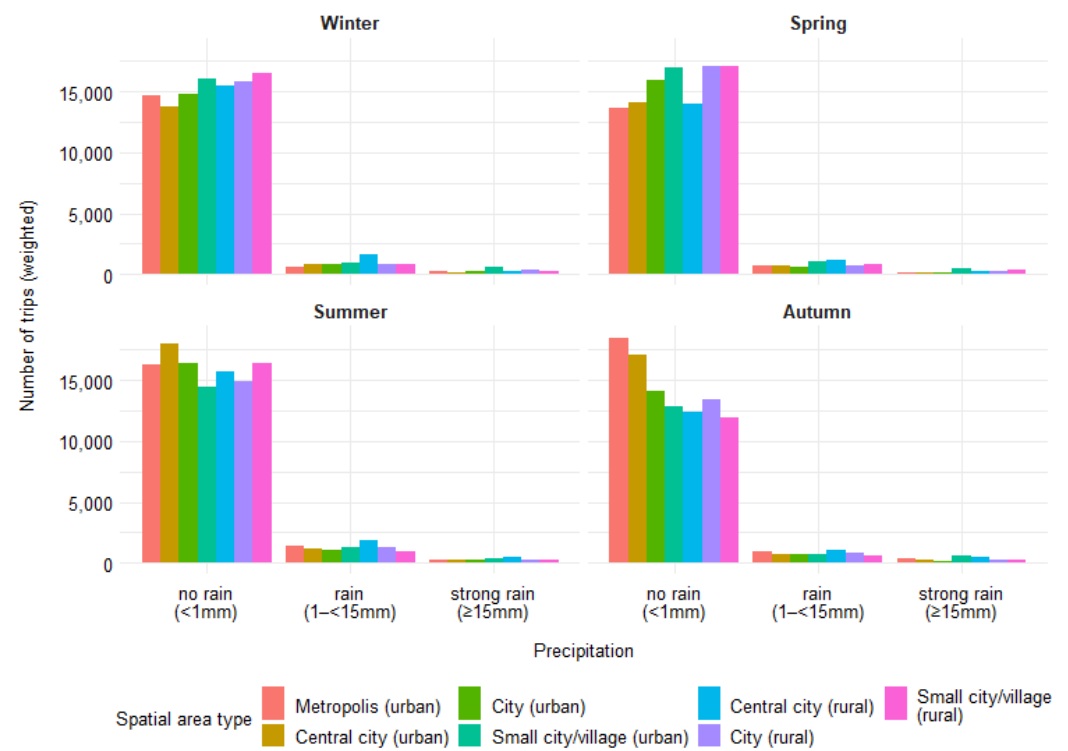 Winter
Spring
15,000
10,000
5,000
0
Summer
Autumn
15,000
10,000
5,000
0
Number of trips (weighted)
no rain
(<1mm)
rain
(1–<15mm)
strong rain
(≥15mm)
no rain
(<1mm)
rain
(1–<15mm)
strong rain
(≥15mm)
Precipitation
Spatial area type
Metropolis (urban)
Central city (urban)
City (urban)
Small city/village (urban)
Central city (rural)
City (rural)
Small city/village
(rural)